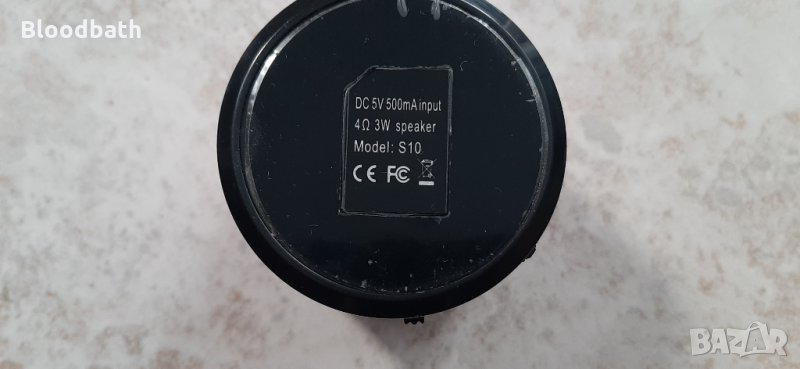 Bloodbath
DC 5V 500mA input
4Ω 3W speaker
Model: S10
CE FC
BAZAR